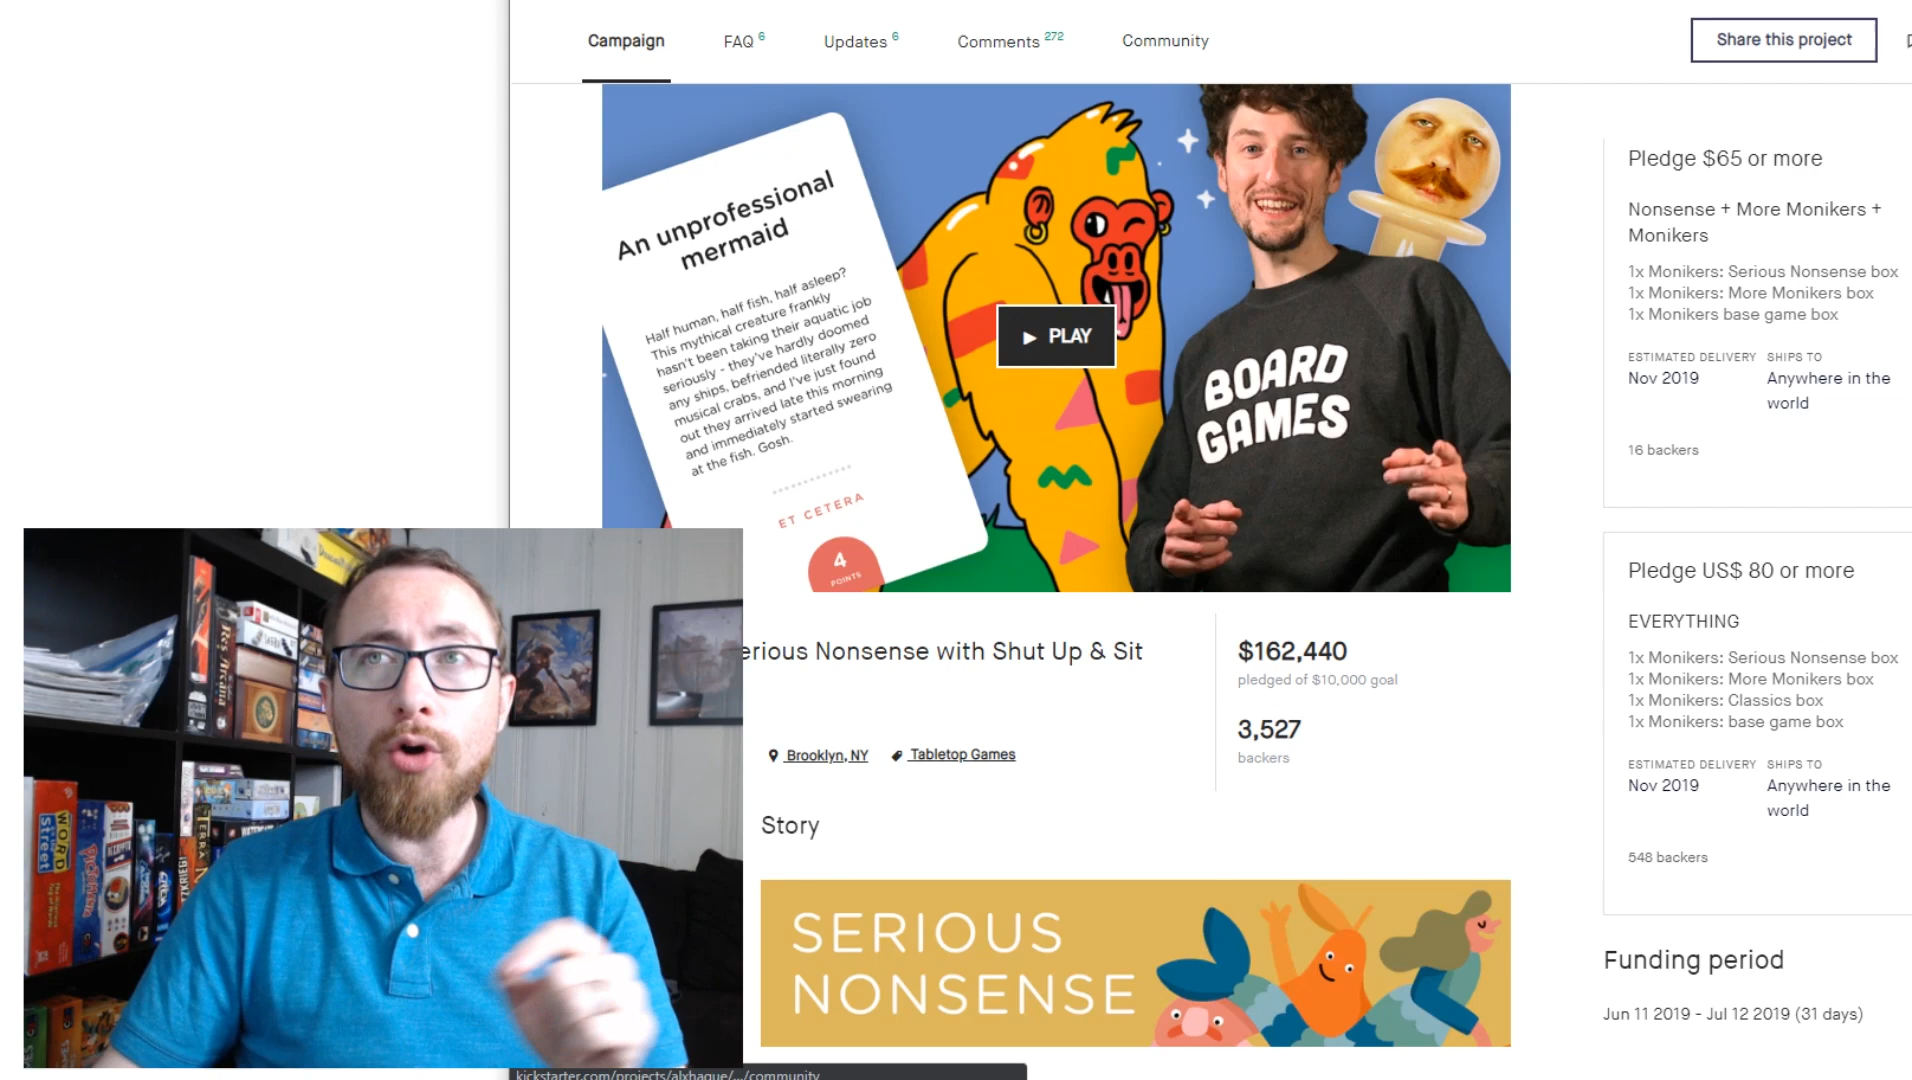 Campaign
FAQ 6
Updates 6
Comments 272
Community
Share this project
An unprofessional
mermaid
Half human, half fish, half asleep?
This mythical creature frankly
hasn't been taking their aquatic job
seriously - they've hardly doomed
any ships, befriended literally zero
musical crabs, and I've just found
out they arrived late this morning
and immediately started swearing
at the fish. Gosh.
ET CETERA
4
POINTS
PLAY
BOARD
GAMES
Pledge $65 or more
Nonsense + More Monikers +
Monikers
1x Monikers: Serious Nonsense box
1x Monikers: More Monikers box
1x Monikers base game box
ESTIMATED DELIVERY SHIPS TO
Nov 2019 Anywhere in the
world
16 backers
Pledge US$ 80 or more
EVERYTHING
1x Monikers: Serious Nonsense box
1x Monikers: More Monikers box
1x Monikers: Classics box
1x Monikers: base game box
ESTIMATED DELIVERY SHIPS TO
Nov 2019 Anywhere in the
world
548 backers
Funding period
Jun 11 2019 - Jul 12 2019 (31 days)
erious Nonsense with Shut Up & Sit
$162,440
pledged of $10,000 goal
3,527
backers
Brooklyn, NY
Tabletop Games
Story
SERIOUS
NONSENSE
Res Arcana
WORD
on the
Street
Pictomania
TERRA
kickstarter.com/projects/alxhague/.../community